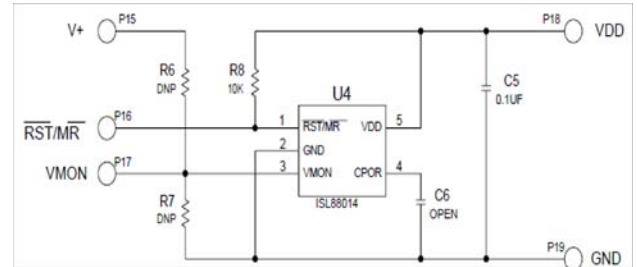 P15
V+
P18
VDD
R6
DNP
R8
10K
U4
C5
0.1UF
P16
RST/MR
1
RST/MR
VDD
5
2
GND
P17
VMON
3
VMON
CPOR
4
ISL88014
R7
DNP
C6
OPEN
P19
GND